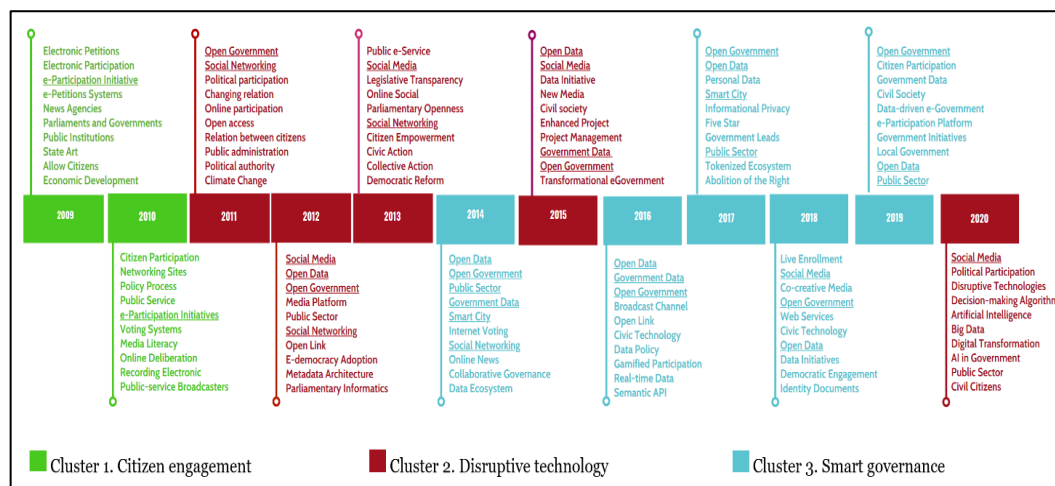 Electronic Petitions
Electronic Participation
e-Participation Initiative
e-Petitions Systems
News Agencies
Parliaments and Governments
Public Institutions
State Art
Allow Citizens
Economic Development
Open Government
Social Networking
Political participation
Changing relation
Online participation
Open access
Relation between citizens
Public administration
Political authority
Climate Change
Public e-Service
Social Media
Legislative Transparency
Online Social
Parliamentary Openness
Social Networking
Citizen Empowerment
Civic Action
Collective Action
Democratic Reform
Open Data
Social Media
Data Initiative
New Media
Civil society
Enhanced Project
Project Management
Government Data
Open Government
Transformational eGovernment
Open Government
Open Data
Personal Data
Smart City
Informational Privacy
Five Star
Government Leads
Public Sector
Tokenized Ecosystem
Abolition of the Right
Open Government
Citizen Participation
Government Data
Civil Society
Data-driven e-Government
e-Participation Platform
Government Initiatives
Local Government
Open Data
Public Sector
2009
2010
2011
2012
2013
2014
2015
2016
2017
2018
2019
2020
Citizen Participation
Networking Sites
Policy Process
Public Service
e-Participation Initiatives
Voting Systems
Media Literacy
Online Deliberation
Recording Electronic
Public-service Broadcasters
Social Media
Open Data
Open Government
Media Platform
Public Sector
Social Networking
Open Link
E-democracy Adoption
Metadata Architecture
Parliamentary Informatics
Open Data
Open Government
Public Sector
Government Data
Smart City
Internet Voting
Social Networking
Online News
Collaborative Governance
Data Ecosystem
Open Data
Government Data
Open Government
Broadcast Channel
Open Link
Civic Technology
Data Policy
Gamified Participation
Real-time Data
Semantic API
Live Enrollment
Social Media
Co-creative Media
Open Government
Web Services
Civic Technology
Open Data
Data Initiatives
Democratic Engagement
Identity Documents
Social Media
Political Participation
Disruptive Technologies
Decision-making Algorithm
Artificial Intelligence
Big Data
Digital Transformation
AI in Government
Public Sector
Civil Citizens
Cluster 1. Citizen engagement
Cluster 2. Disruptive technology
Cluster 3. Smart governance